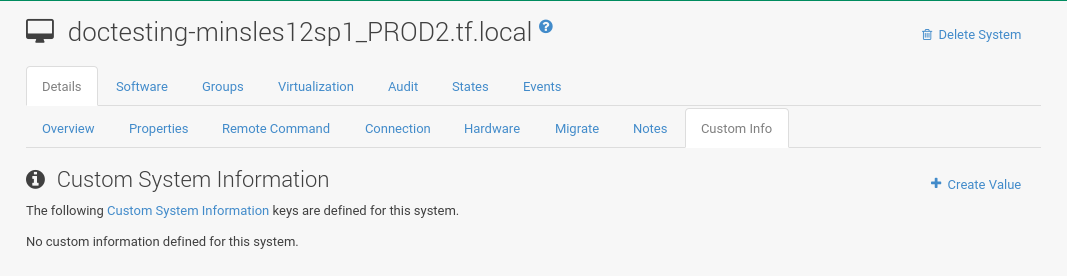 doctesting-minsles12sp1_PROD2.tf.local ?
Delete System
Details Software Groups Virtualization Audit States Events
Overview Properties Remote Command Connection Hardware Migrate Notes Custom Info
Custom System Information
Create Value
The following Custom System Information keys are defined for this system.
No custom information defined for this system.